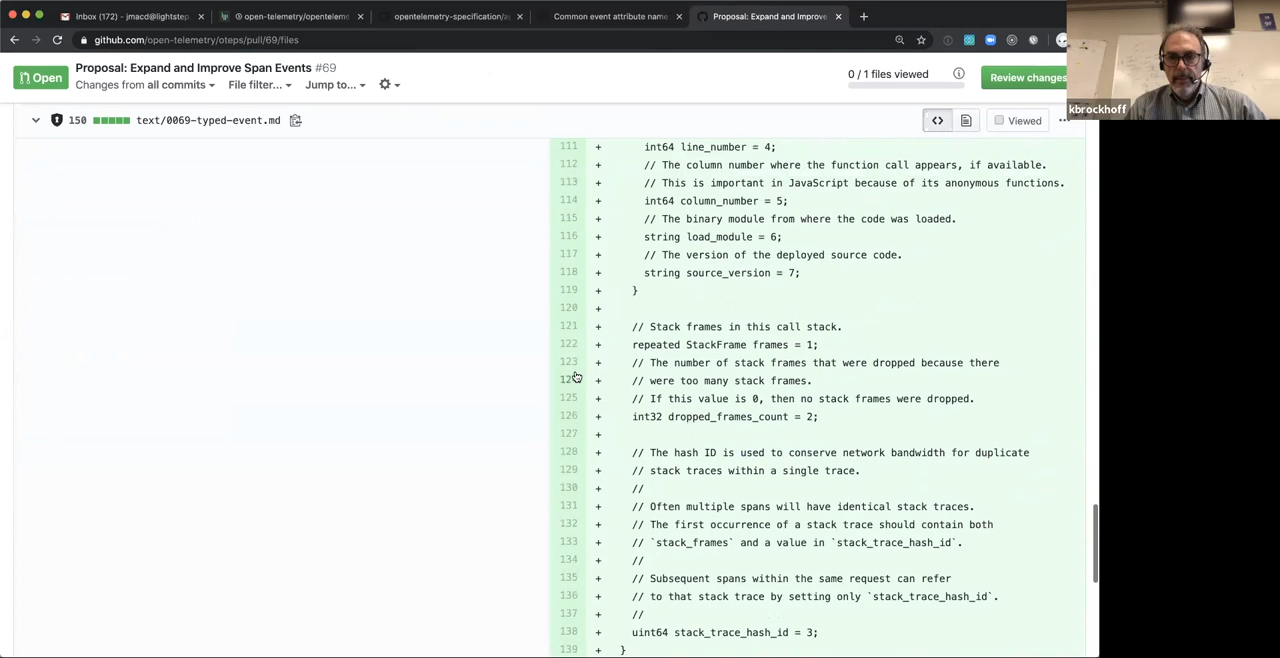 Inbox (172) - jmacd@lightstep.
open-telemetry/opentelem
opentelemetry-specification/a
Common event attribute name
Proposal: Expand and Improve
github.com/open-telemetry/oteps/pull/69/files
Open
Proposal: Expand and Improve Span Events #69
Changes from all commits
File filter...
Jump to...
0 / 1 files viewed
Review changes
kbrockhoff
150 text/0069-typed-event.md
Viewed
111 + int64 line_number = 4;
112 + // The column number where the function call appears, if available.
113 + // This is important in JavaScript because of its anonymous functions.
114 + int64 column_number = 5;
115 + // The binary module from where the code was loaded.
116 + string load_module = 6;
117 + // The version of the deployed source code.
118 + string source_version = 7;
119 + }
120 +
121 + // Stack frames in this call stack.
122 + repeated StackFrame frames = 1;
123 + // The number of stack frames that were dropped because there
+ // were too many stack frames.
125 + // If this value is 0, then no stack frames were dropped.
126 + int32 dropped_frames_count = 2;
127 +
128 + // The hash ID is used to conserve network bandwidth for duplicate
129 + // stack traces within a single trace.
130 + //
131 + // Often multiple spans will have identical stack traces.
132 + // The first occurrence of a stack trace should contain both
133 + // `stack_frames` and a value in `stack_trace_hash_id`.
134 + //
135 + // Subsequent spans within the same request can refer
136 + // to that stack trace by setting only `stack_trace_hash_id`.
137 + //
138 + uint64 stack_trace_hash_id = 3;
139 + }